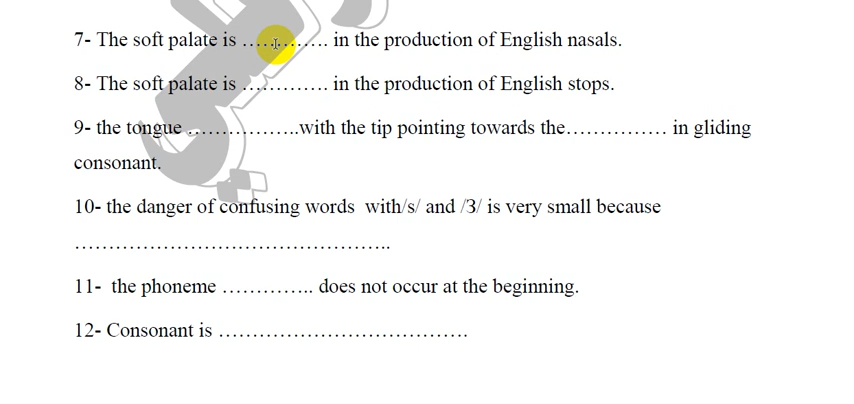 7- The soft palate is ............. in the production of English nasals.
8- The soft palate is ............. in the production of English stops.
9- the tongue ..................with the tip pointing towards the................ in gliding
consonant.
10- the danger of confusing words with/s/ and /3/ is very small because
................................................
11- the phoneme .............. does not occur at the beginning.
12- Consonant is ......................................